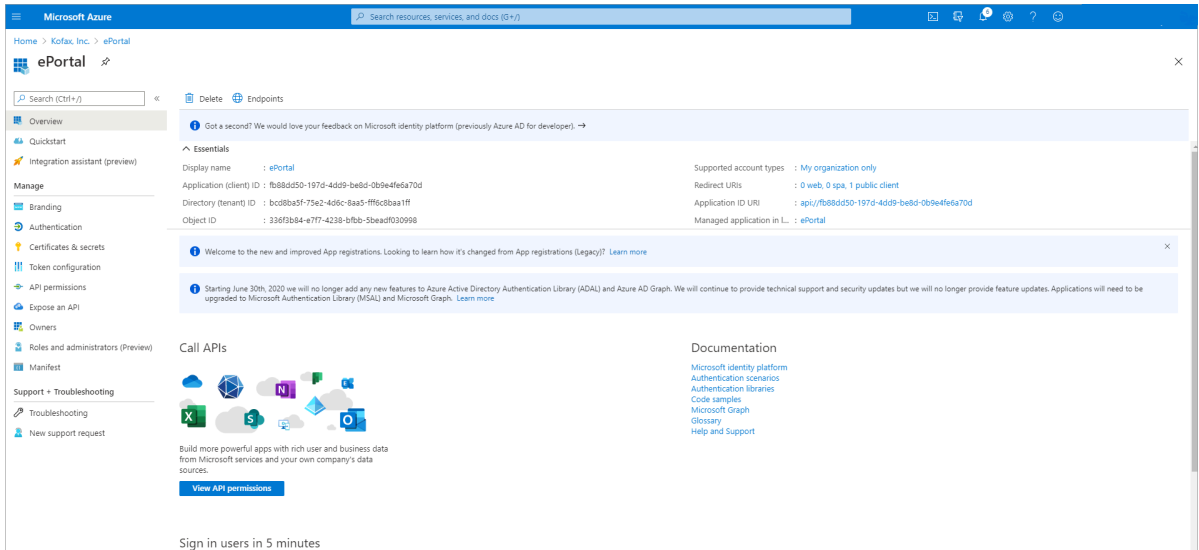 Microsoft Azure
Search resources, services, and docs (G+/)
6
Home > Kofax, Inc. > ePortal
ePortal
Search (Ctrl+/)
Overview
Quickstart
Integration assistant (preview)
Manage
Branding
Authentication
Certificates & secrets
Token configuration
API permissions
Expose an API
Owners
Roles and administrators (Preview)
Manifest
Support + Troubleshooting
Troubleshooting
New support request
Delete Endpoints
Got a second? We would love your feedback on Microsoft identity platform (previously Azure AD for developer). →
Essentials
Display name : ePortal
Application (client) ID : fb88dd50-197d-4dd9-be8d-0b9e4fe6a70d
Directory (tenant) ID : bcd8ba5f-75e2-4d6c-8aa5-fff6c8baa1ff
Object ID : 336f3b84-e7f7-4238-bfbb-5beadf030998
Supported account types : My organization only
Redirect URIs : 0 web, 0 spa, 1 public client
Application ID URI : api://fb88dd50-197d-4dd9-be8d-0b9e4fe6a70d
Managed application in l... : ePortal
Welcome to the new and improved App registrations. Looking to learn how it's changed from App registrations (Legacy)? Learn more
Starting June 30th, 2020 we will no longer add any new features to Azure Active Directory Authentication Library (ADAL) and Azure AD Graph. We will continue to provide technical support and security updates but we will no longer provide feature updates. Applications will need to be
upgraded to Microsoft Authentication Library (MSAL) and Microsoft Graph. Learn more
Call APIs
Build more powerful apps with rich user and business data
from Microsoft services and your own company's data
sources.
View API permissions
Documentation
Microsoft identity platform
Authentication scenarios
Authentication libraries
Code samples
Microsoft Graph
Glossary
Help and Support
Sign in users in 5 minutes